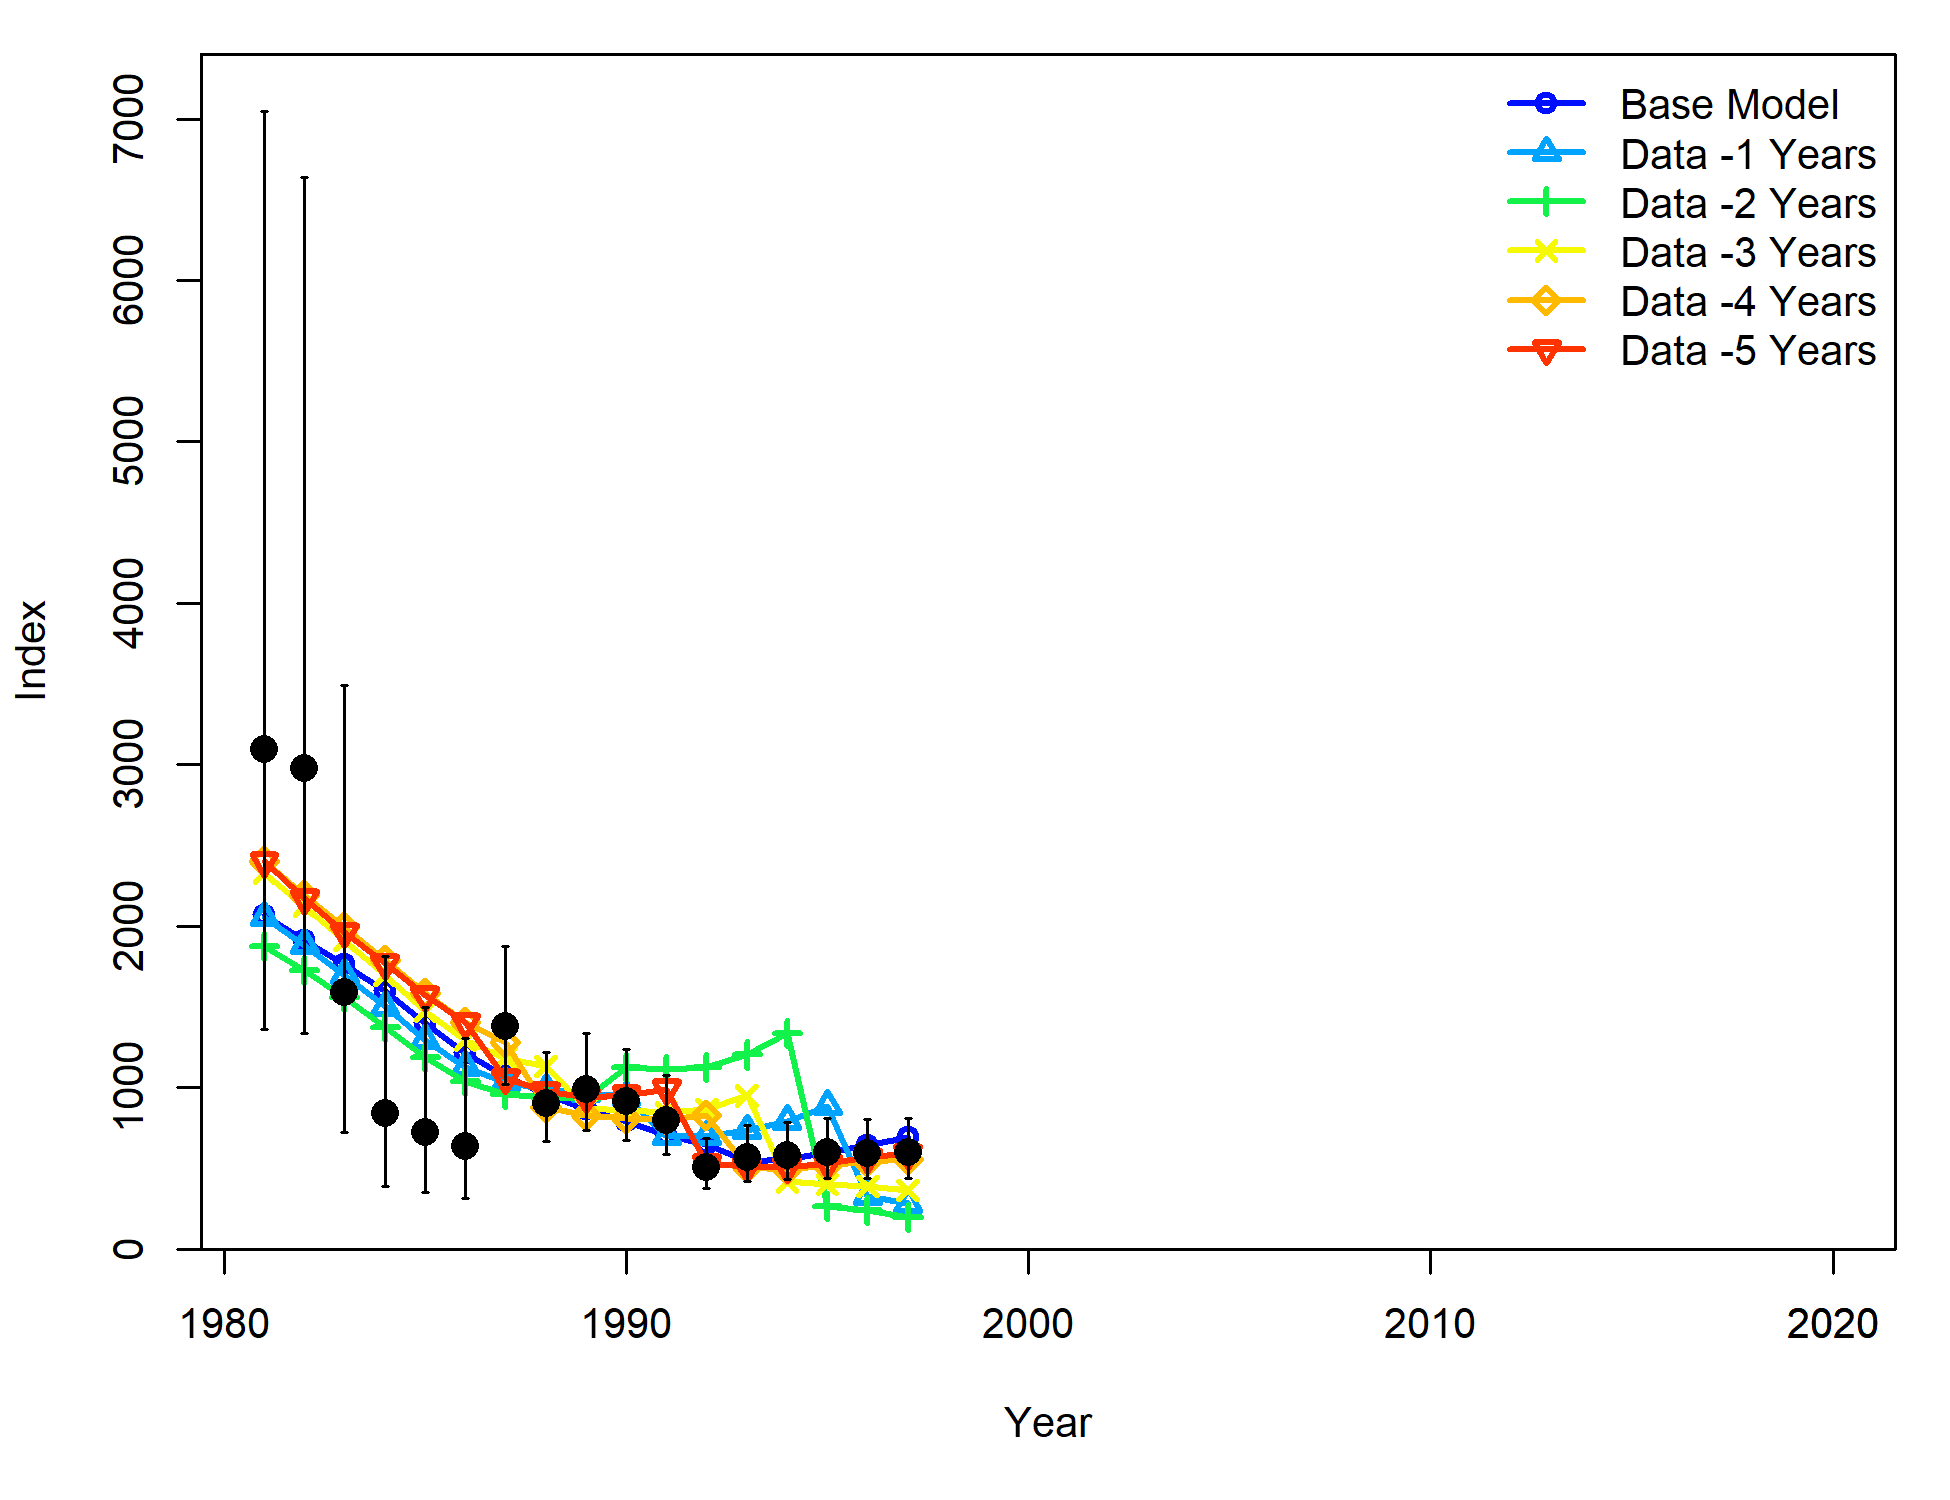 7000
6000
5000
4000
3000
2000
1000
0
Index
Base Model
Data -1 Years
Data -2 Years
Data -3 Years
Data -4 Years
Data -5 Years
1980 1990 2000 2010 2020
Year